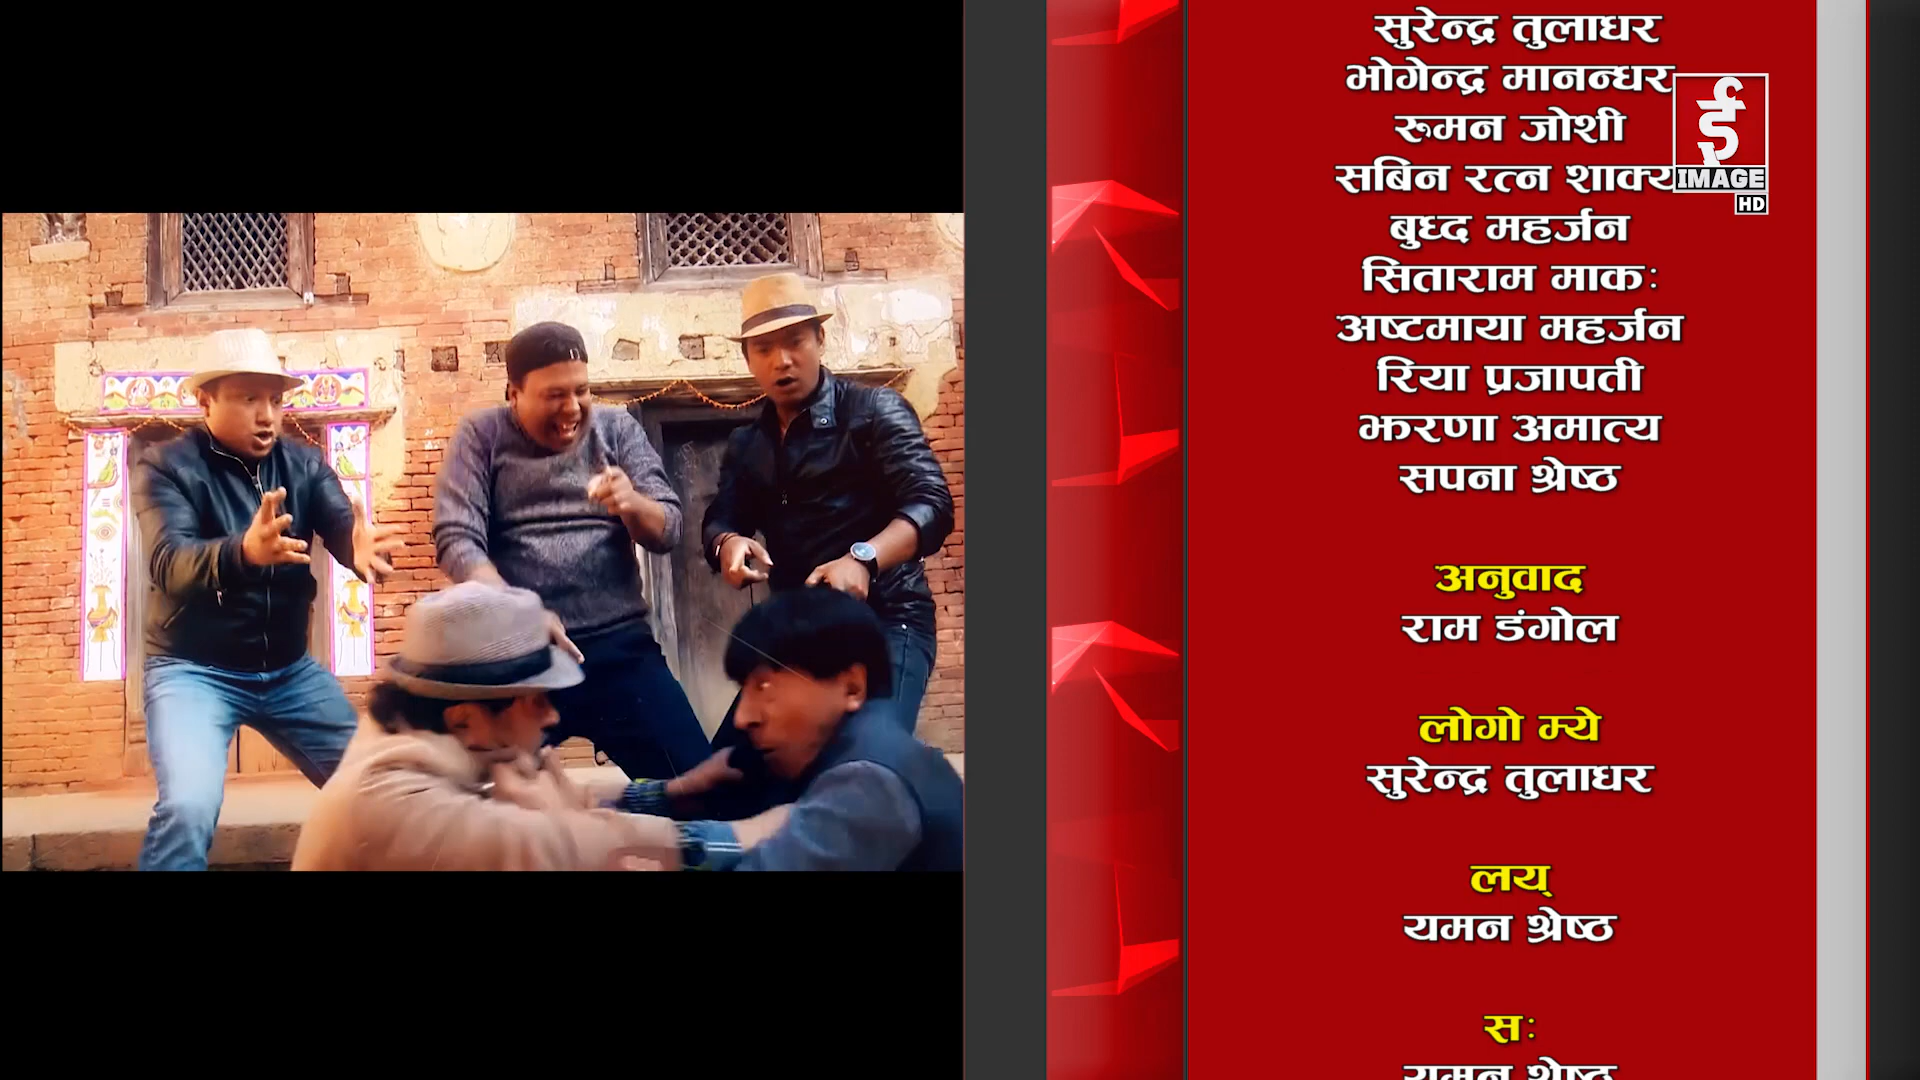 सुरेन्द्र तुलाधर
भोगेन्द्र मानन्धर
रुमन जोशी
सबिन रत्न शाक्य
बुध्द महर्जन
सिताराम माकः
अष्टमाया महर्जन
रिया प्रजापती
झरणा अमात्य
सपना श्रेष्ठ
अनुवाद
राम डंगोल
लोगो म्ये
सुरेन्द्र तुलाधर
लय्
यमन श्रेष्ठ
सः
यमन श्रेष्ठ
IMAGE
HD